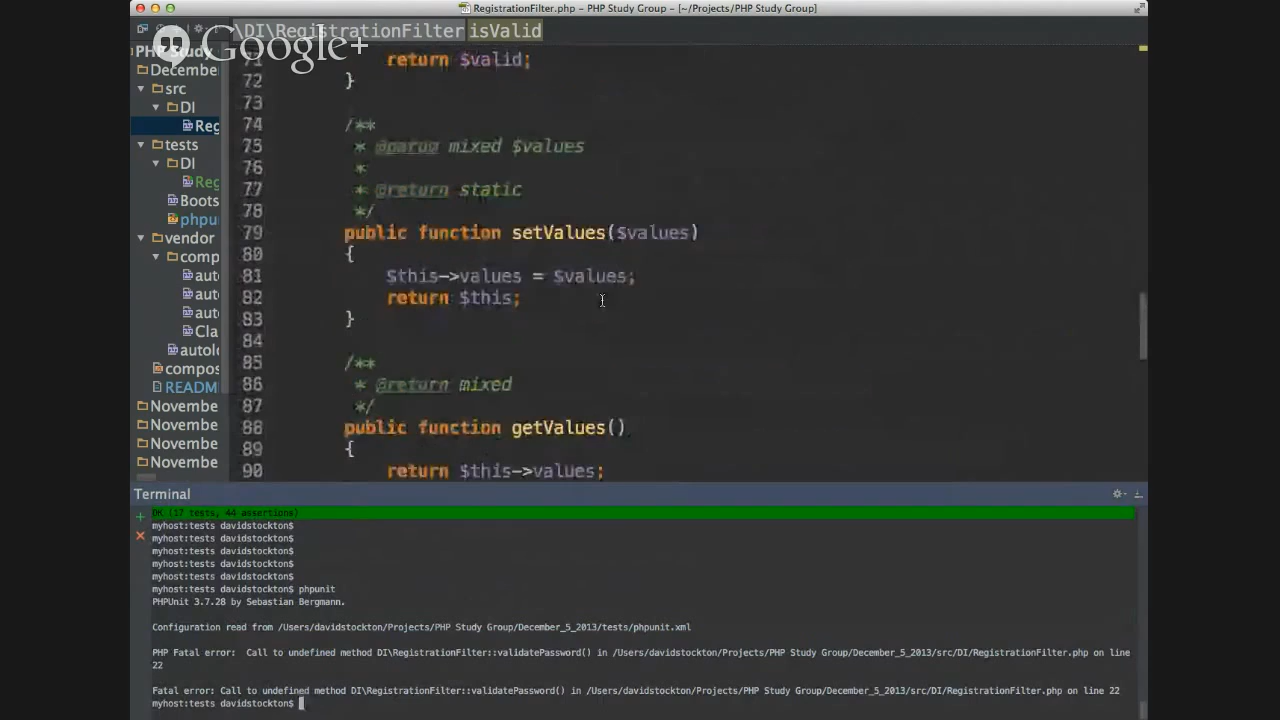 RegistrationFilter.php - PHP Study Group - [~/Projects/PHP Study Group]
\DI\RegistrationFilter isValid
Google+
PHP Study
December
src
DI
Reg
tests
DI
Reg
Boots
phpu
vendor
comp
auto
auto
auto
Cla
autolo
compos
README
Novembe
Novembe
Novembe
Novembe
71 return $valid;
72 }
73
74 /**
75 * @param mixed $values
76 *
77 * @return static
78 */
79 public function setValues($values)
80 {
81 $this->values = $values;
82 return $this;
83 }
84
85 /**
86 * @return mixed
87 */
88 public function getValues()
89 {
90 return $this->values;
Terminal
OK (17 tests, 44 assertions)
myhost:tests davidstockton$
myhost:tests davidstockton$
myhost:tests davidstockton$
myhost:tests davidstockton$
myhost:tests davidstockton$
myhost:tests davidstockton$ phpunit
PHPUnit 3.7.28 by Sebastian Bergmann.
Configuration read from /Users/davidstockton/Projects/PHP Study Group/December_5_2013/tests/phpunit.xml
PHP Fatal error:  Call to undefined method DI\RegistrationFilter::validatePassword() in /Users/davidstockton/Projects/PHP Study Group/December_5_2013/src/DI/RegistrationFilter.php on line
22
Fatal error: Call to undefined method DI\RegistrationFilter::validatePassword() in /Users/davidstockton/Projects/PHP Study Group/December_5_2013/src/DI/RegistrationFilter.php on line 22
myhost:tests davidstockton$